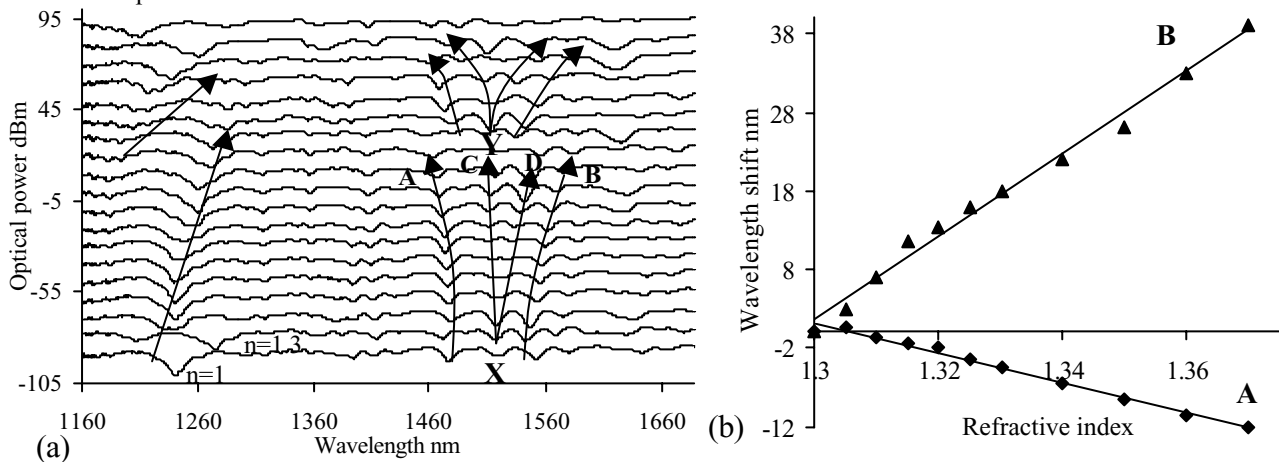 95
45
-5
-55
-105
Optical power dBm
1160
1260
1360
1460
1560
1660
Wavelength nm
(a)
n=1
n=1.3
A
C
D
B
Y
X
38
28
18
8
-2
-12
Wavelength shift nm
1.3
1.32
1.34
1.36
Refractive index
B
A
(b)